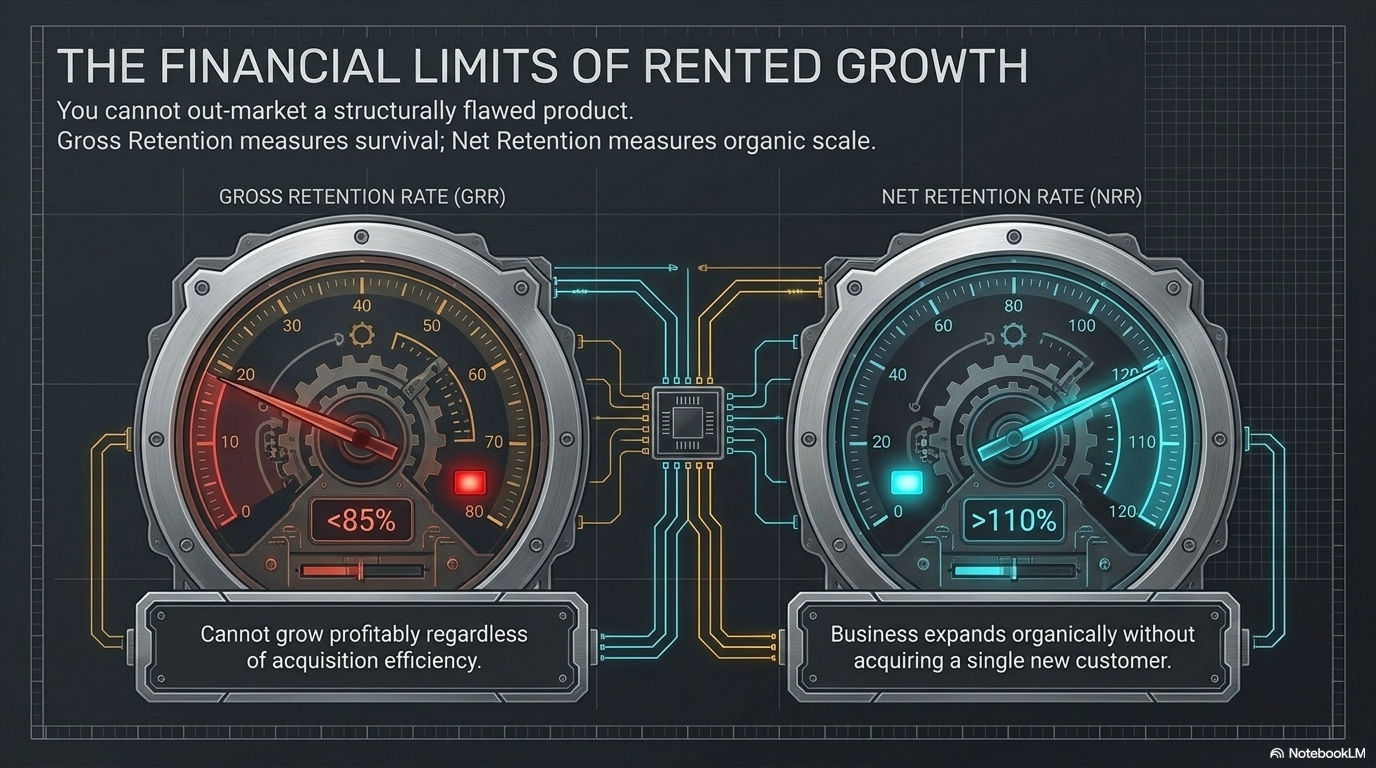 THE FINANCIAL LIMITS OF RENTED GROWTH
You cannot out-market a structurally flawed product.
Gross Retention measures survival; Net Retention measures organic scale.
GROSS RETENTION RATE (GRR)
0
10
20
30
40
50
60
70
80
<85%
Cannot grow profitably regardless
of acquisition efficiency.
NET RETENTION RATE (NRR)
0
20
40
60
80
100
120
110
120
>110%
Business expands organically without
acquiring a single new customer.
NotebookLM